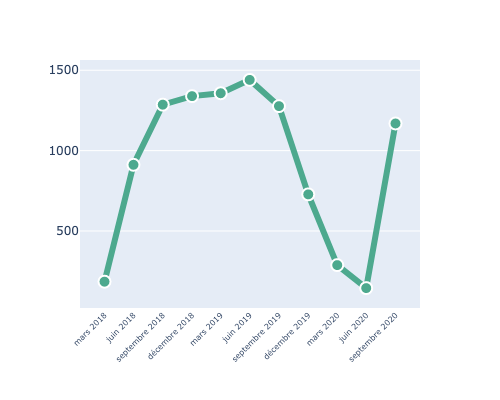 1500
1000
500
mars 2018
juin 2018
septembre 2018
décembre 2018
mars 2019
juin 2019
septembre 2019
décembre 2019
mars 2020
juin 2020
septembre 2020